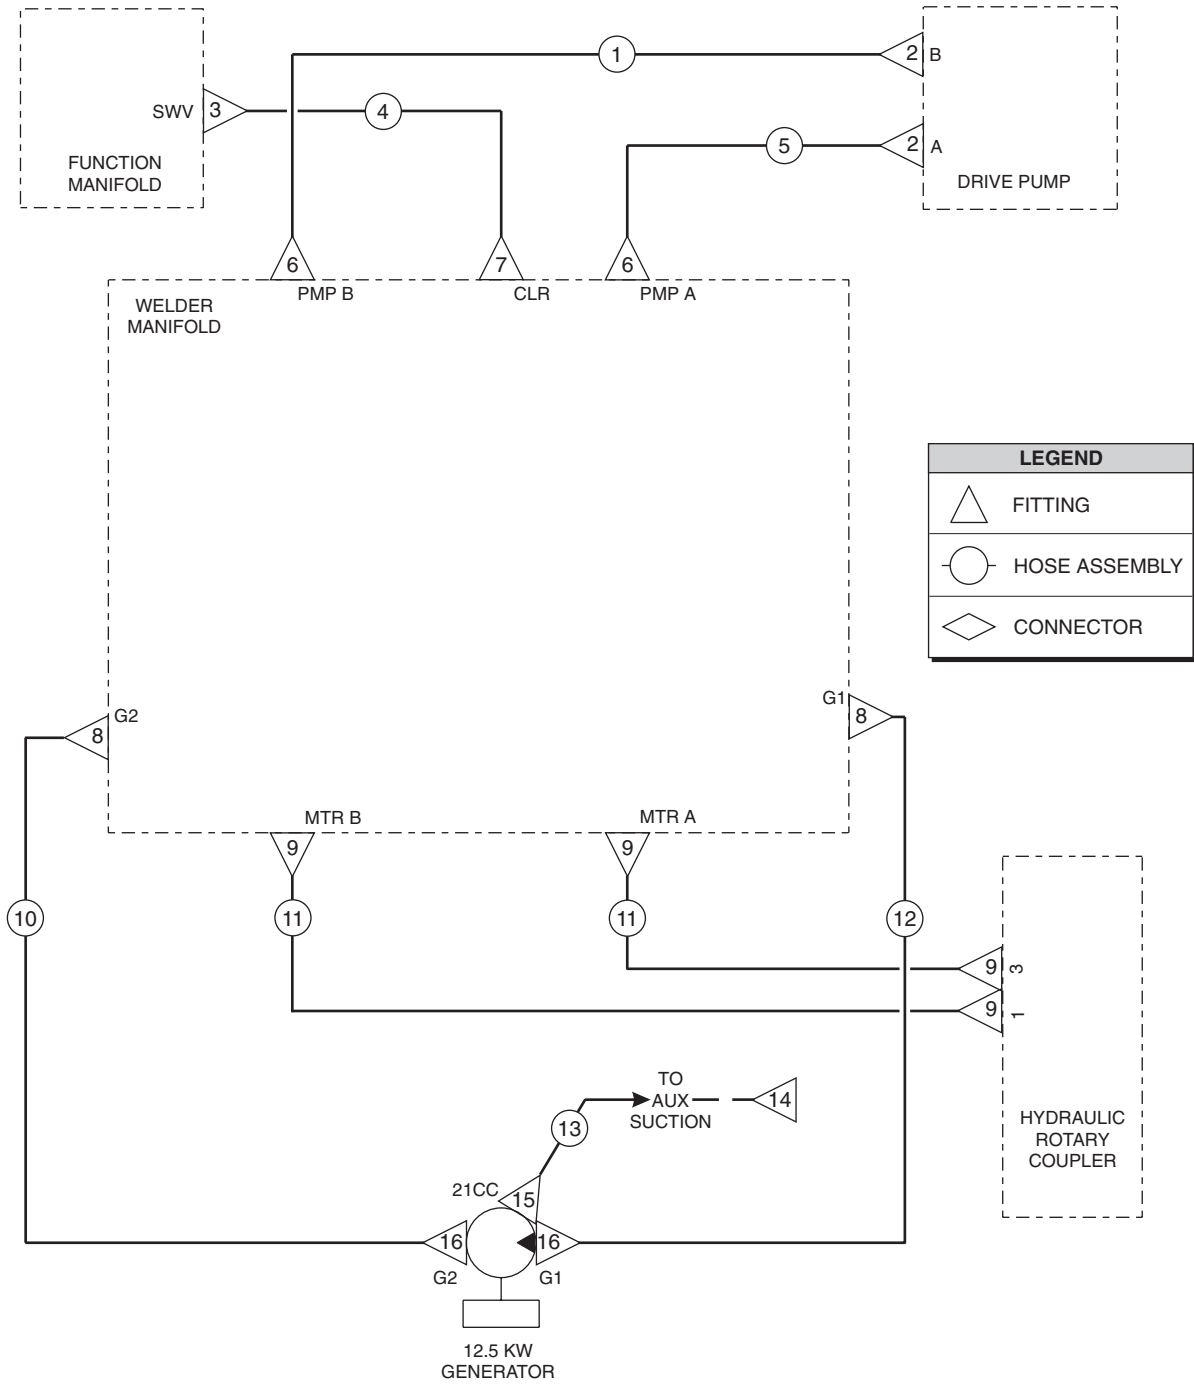 1
2 B
SWV 3
4
5
2 A
FUNCTION
MANIFOLD
DRIVE PUMP
6
7
6
PMP B
CLR
PMP A
WELDER
MANIFOLD
LEGEND
FITTING
HOSE ASSEMBLY
CONNECTOR
G2
8
G1
8
MTR B
MTR A
9
9
10
11
11
12
9 3
9 1
TO
AUX
SUCTION
14
13
HYDRAULIC
ROTARY
COUPLER
21CC
15
16
16
G2
G1
12.5 KW
GENERATOR